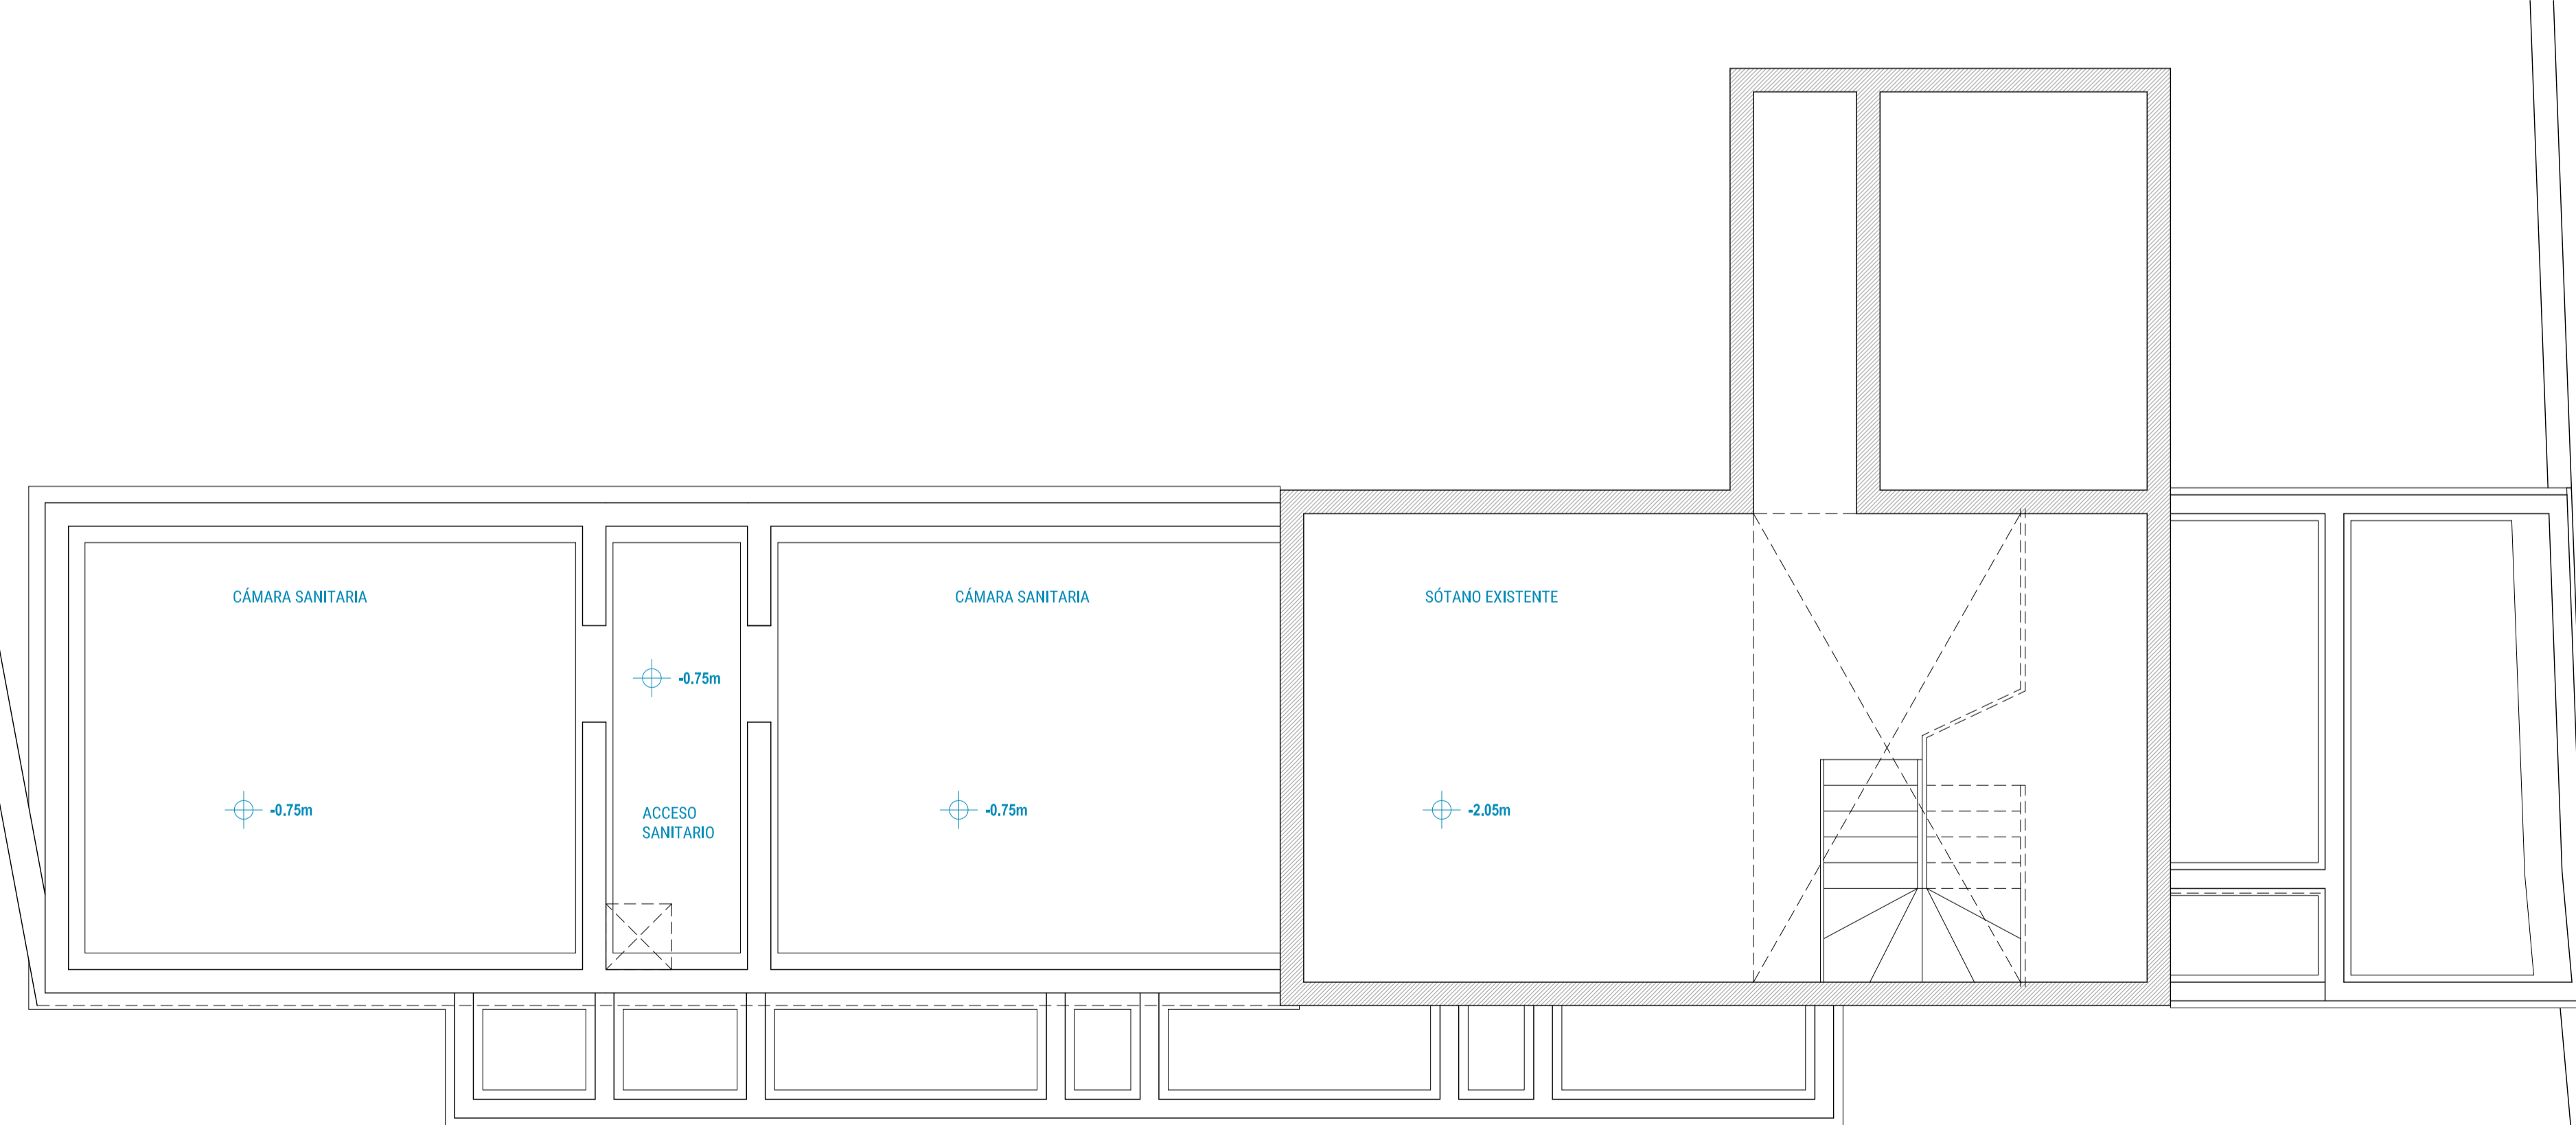 CÁMARA SANITARIA
CÁMARA SANITARIA
SÓTANO EXISTENTE
-0.75m
-0.75m
ACCESO
SANITARIO
-0.75m
-2.05m